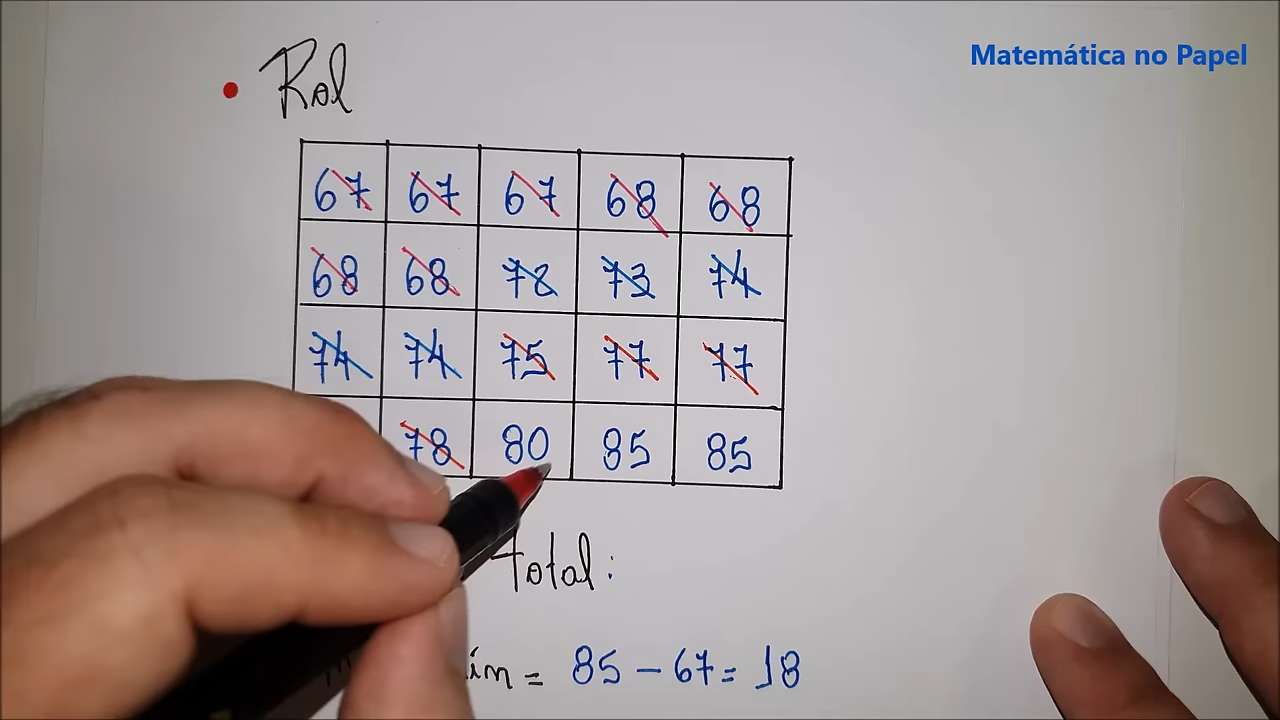 Matemática no Papel
• Rol
67 67 67 68 68
68 68 72 73 74
74 74 75 77 77
78 80 85 85
Total:
ín = 85 - 67 = 18